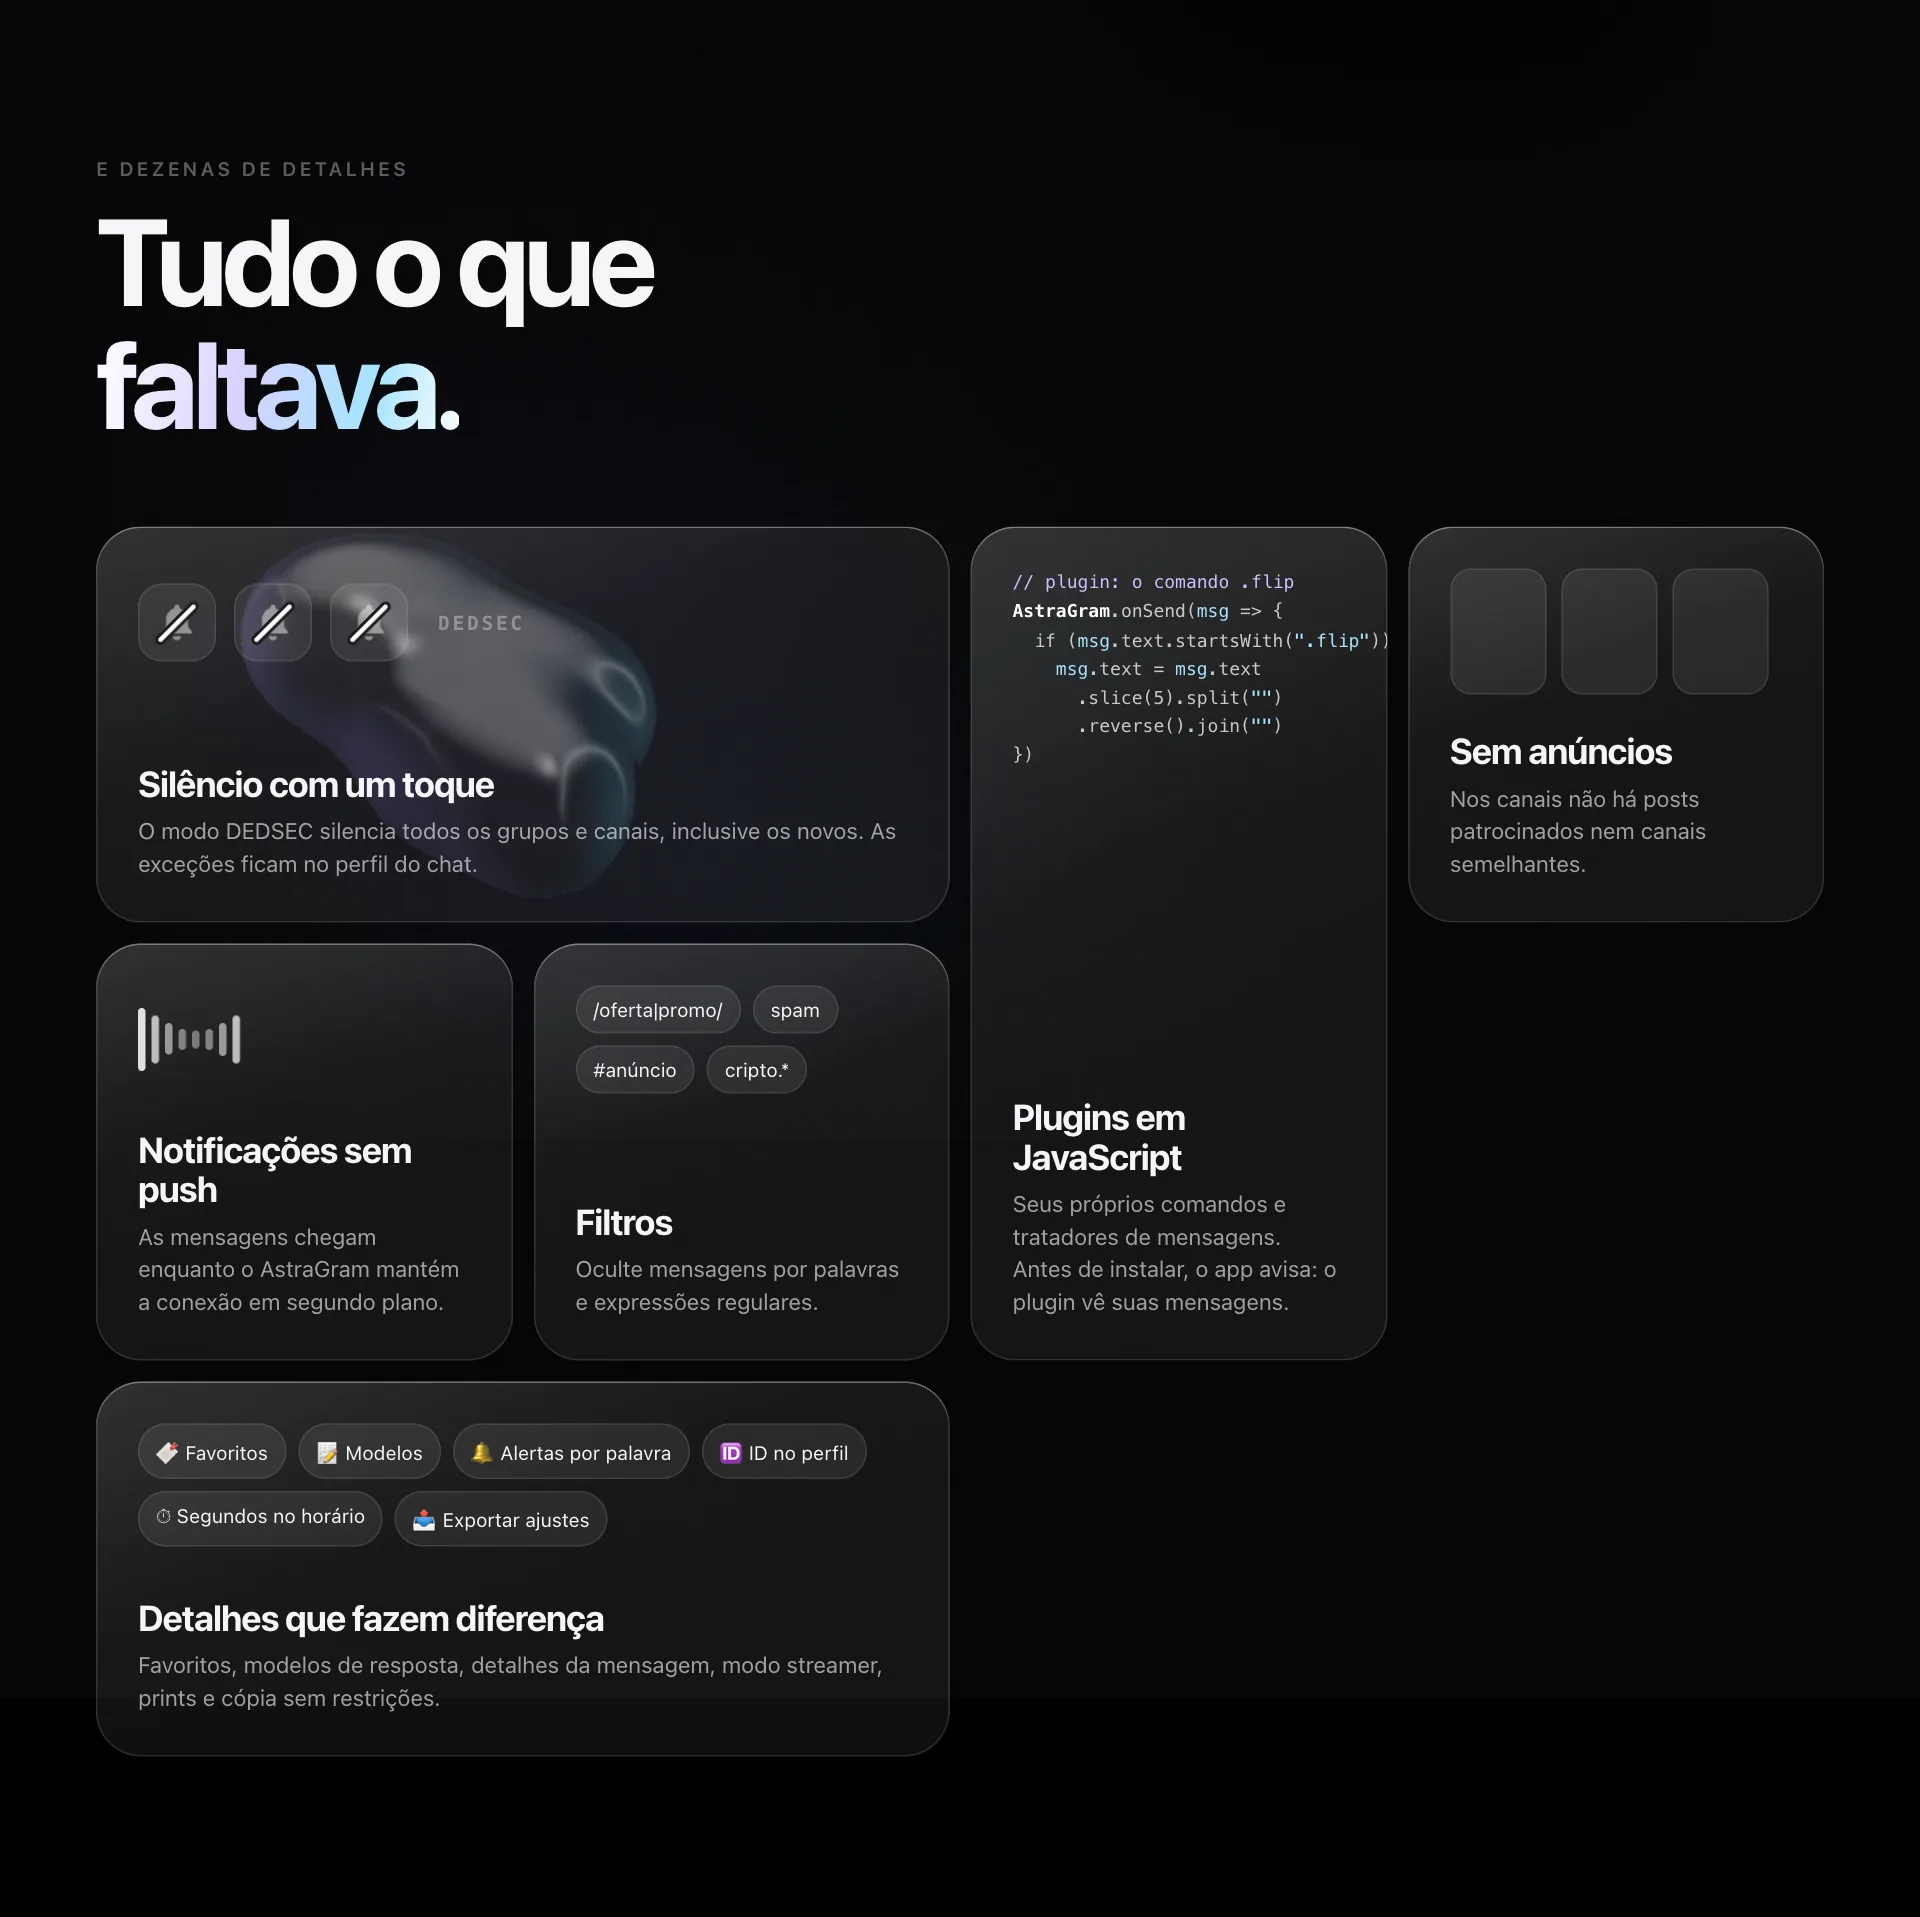 E DEZENAS DE DETALHES
Tudo o que
faltava.
DEDSEC
Silêncio com um toque
O modo DEDSEC silencia todos os grupos e canais, inclusive os novos. As
exceções ficam no perfil do chat.
// plugin: o comando .flip
AstraGram.onSend(msg => {
if (msg.text.startsWith(".flip"))
msg.text = msg.text
.slice(5).split("")
.reverse().join("")
})
Plugins em
JavaScript
Seus próprios comandos e
tratadores de mensagens.
Antes de instalar, o app avisa: o
plugin vê suas mensagens.
Sem anúncios
Nos canais não há posts
patrocinados nem canais
semelhantes.
Notificações sem
push
As mensagens chegam
enquanto o AstraGram mantém
a conexão em segundo plano.
/oferta|promo/ spam
#anúncio cripto.*
Filtros
Oculte mensagens por palavras
e expressões regulares.
🏷️ Favoritos 📝 Modelos 🔔 Alertas por palavra 🆔 ID no perfil
⏱ Segundos no horário 📤 Exportar ajustes
Detalhes que fazem diferença
Favoritos, modelos de resposta, detalhes da mensagem, modo streamer,
prints e cópia sem restrições.